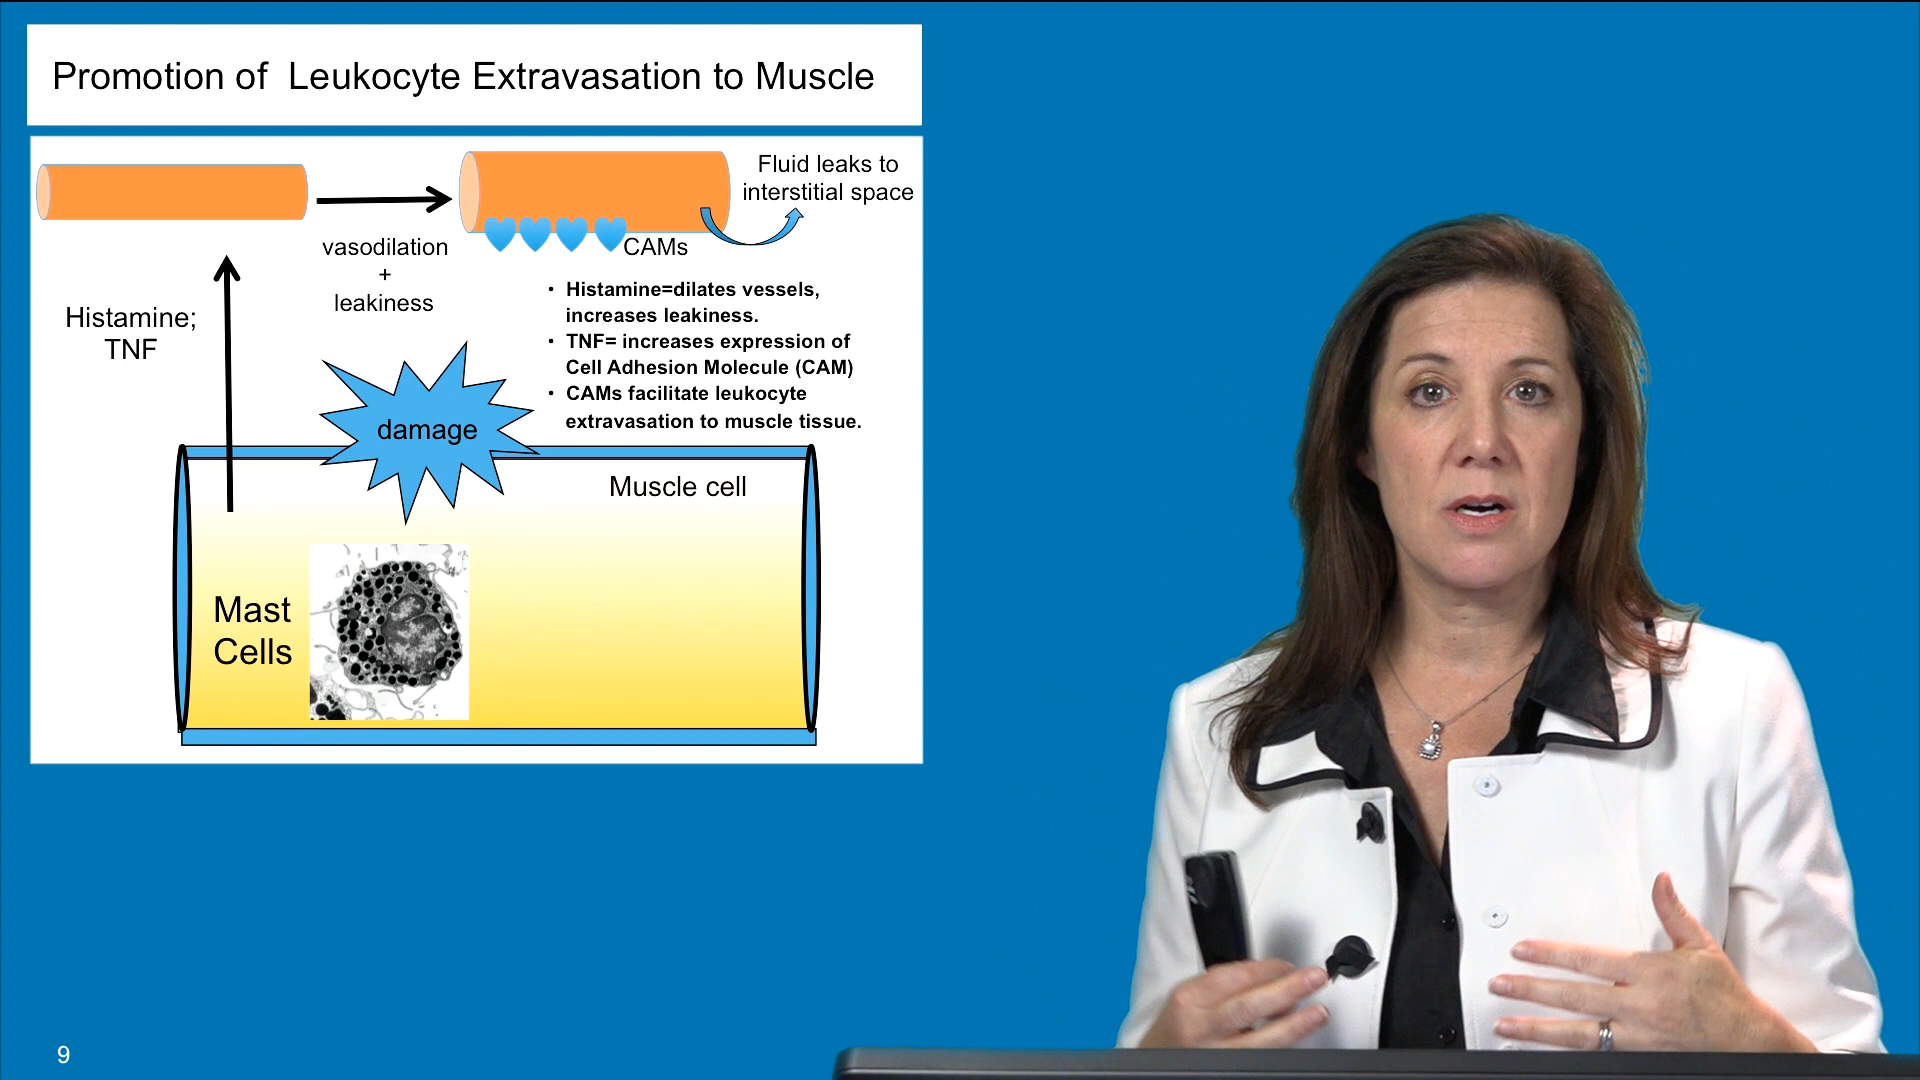 Promotion of  Leukocyte Extravasation to Muscle
Fluid leaks to
interstitial space
CAMs
vasodilation
+
leakiness
Histamine;
TNF
• Histamine=dilates vessels,
increases leakiness.
• TNF= increases expression of
Cell Adhesion Molecule (CAM)
• CAMs facilitate leukocyte
extravasation to muscle tissue.
damage
Muscle cell
Mast
Cells
9